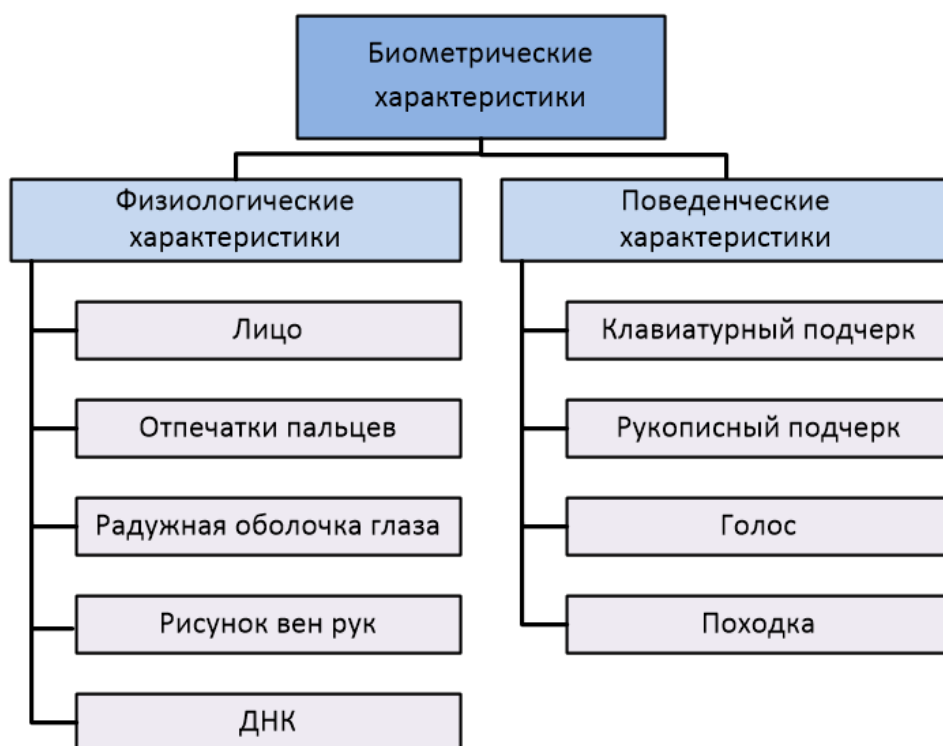 Биометрические
характеристики
Физиологические
характеристики
Лицо
Отпечатки пальцев
Радужная оболочка глаза
Рисунок вен рук
ДНК
Поведенческие
характеристики
Клавиатурный подчерк
Рукописный подчерк
Голос
Походка